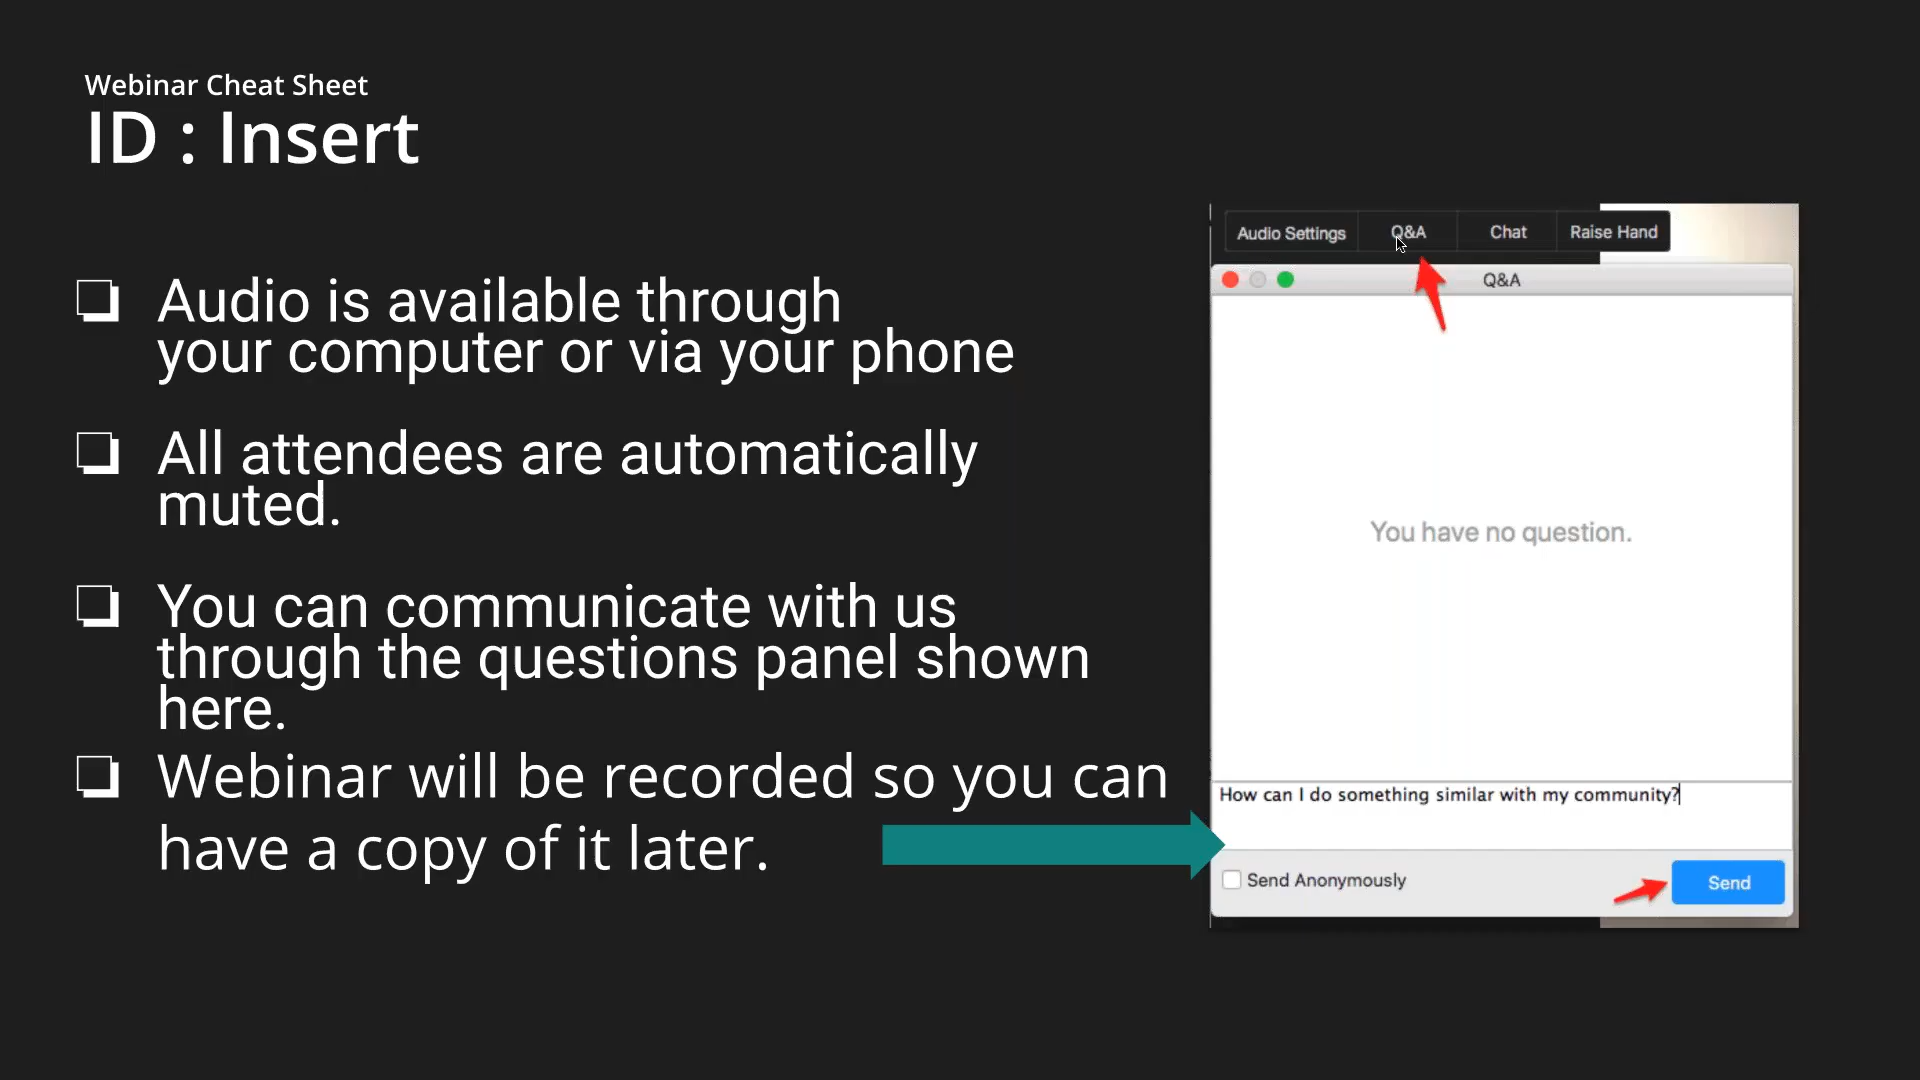 Webinar Cheat Sheet
ID : Insert
Audio is available through
your computer or via your phone
All attendees are automatically
muted.
You can communicate with us
through the questions panel shown
here.
Webinar will be recorded so you can
have a copy of it later.
Audio Settings Q&A Chat Raise Hand
Q&A
You have no question.
How can I do something similar with my community?
Send Anonymously Send